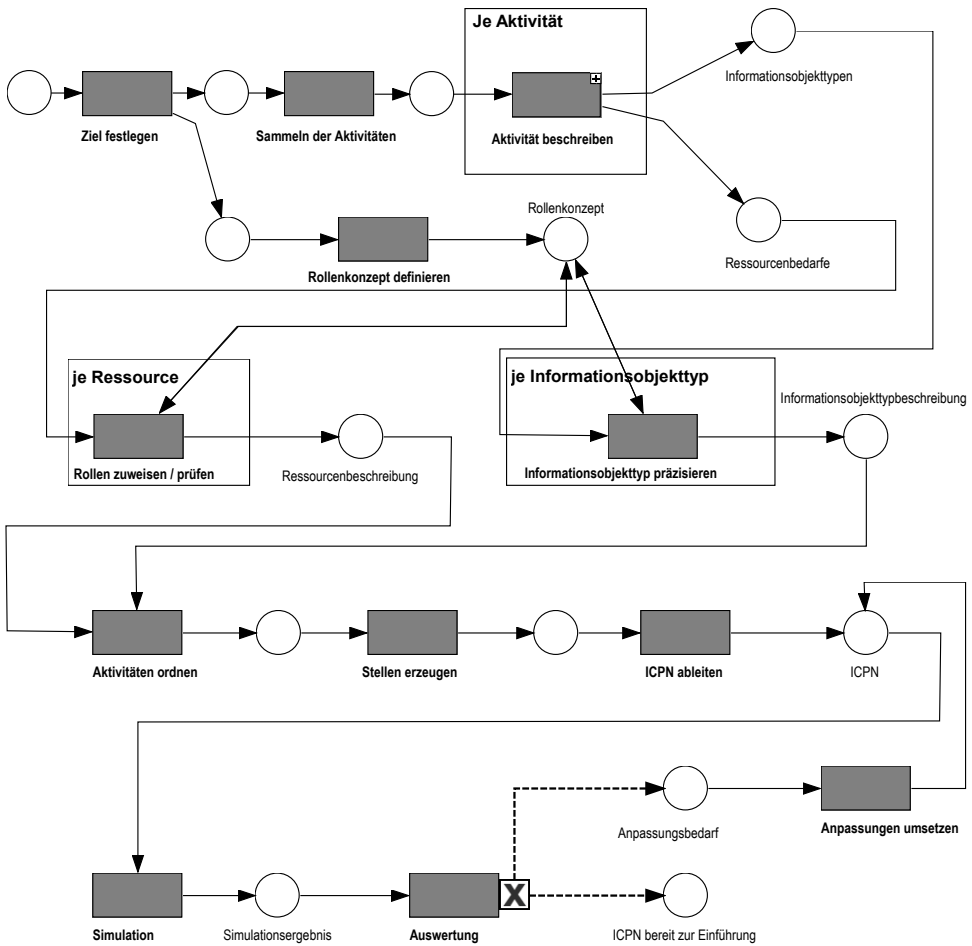 Je Aktivität
Informationsobjekttypen
Ziel festlegen
Sammeln der Aktivitäten
Aktivität beschreiben
Rollenkonzept
Ressourcenbedarfe
Rollenkonzept definieren
je Ressource
je Informationsobjekttyp
Informationsobjekttypbeschreibung
Rollen zuweisen / prüfen
Ressourcenbeschreibung
Informationsobjekttyp präzisieren
Aktivitäten ordnen
Stellen erzeugen
ICPN ableiten
ICPN
Anpassungsbedarf
Anpassungen umsetzen
X
Simulation
Simulationsergebnis
Auswertung
ICPN bereit zur Einführung